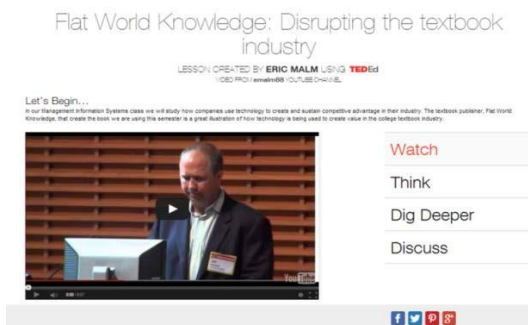 Flat World Knowledge: Disrupting the textbook
industry
LESSON CREATED BY ERIC MALM USING TEDEd
VIDEO FROM emalm88 YOUTUBE CHANNEL
Let's Begin...
In our Management Information Systems class we will study how companies use technology to create and sustain competitive advantage in their industry. The textbook publisher, Flat World
Knowledge, that create the book we are using this semester is a great illustration of how technology is being used to create value in the college textbook industry.
Watch
Think
Dig Deeper
Discuss
YouTube